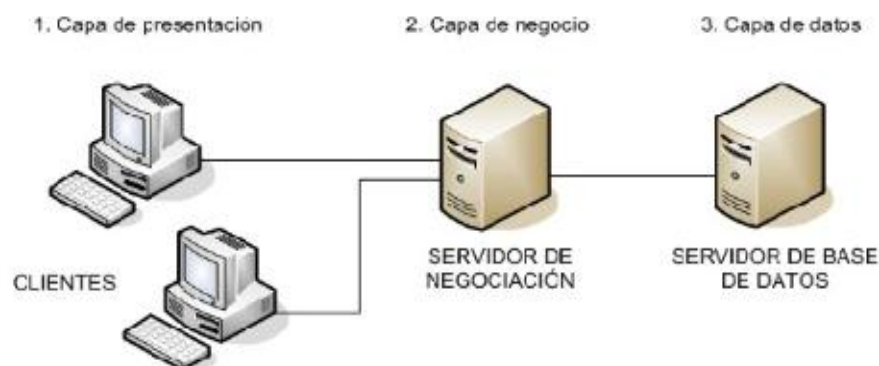 1. Capa de presentación
2. Capa de negocio
3. Capa de datos
CLIENTES
SERVIDOR DE
NEGOCIACIÓN
SERVIDOR DE BASE
DE DATOS